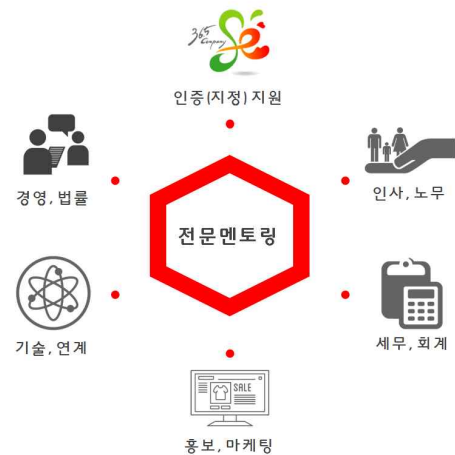 365
Company
인증(지정)지원
경영, 법률
인사, 노무
전문멘토링
기술, 연계
세무, 회계
SALE
홍보, 마케팅